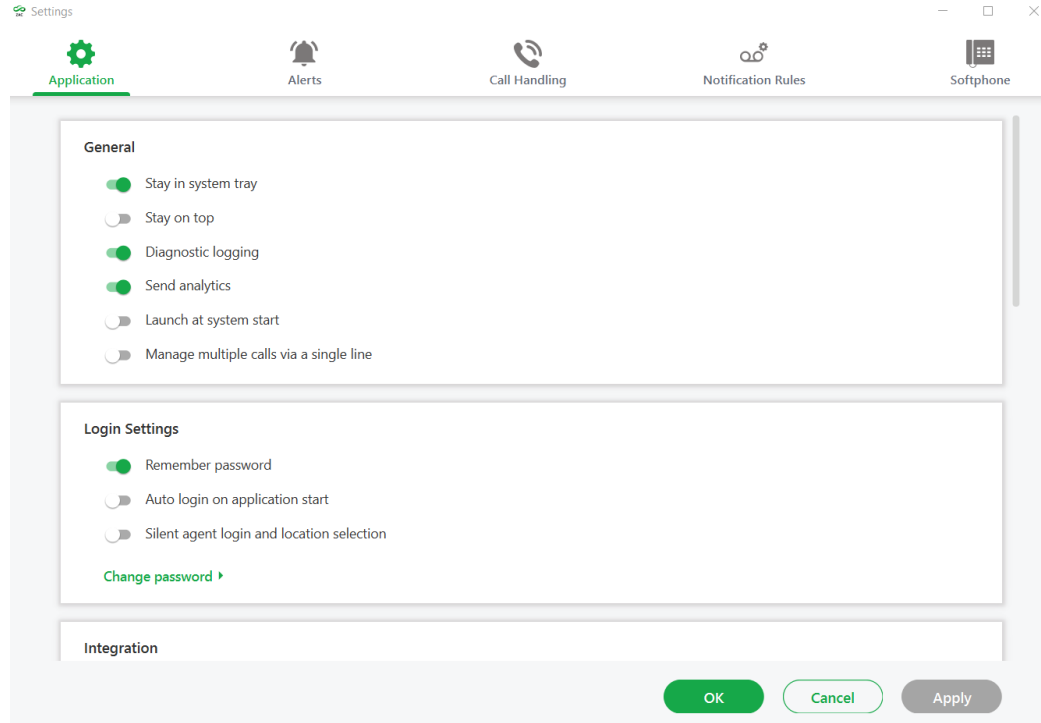 ZAC Settings
Application
Alerts
Call Handling
Notification Rules
Softphone
General
Stay in system tray
Stay on top
Diagnostic logging
Send analytics
Launch at system start
Manage multiple calls via a single line
Login Settings
Remember password
Auto login on application start
Silent agent login and location selection
Change password
Integration
OK
Cancel
Apply